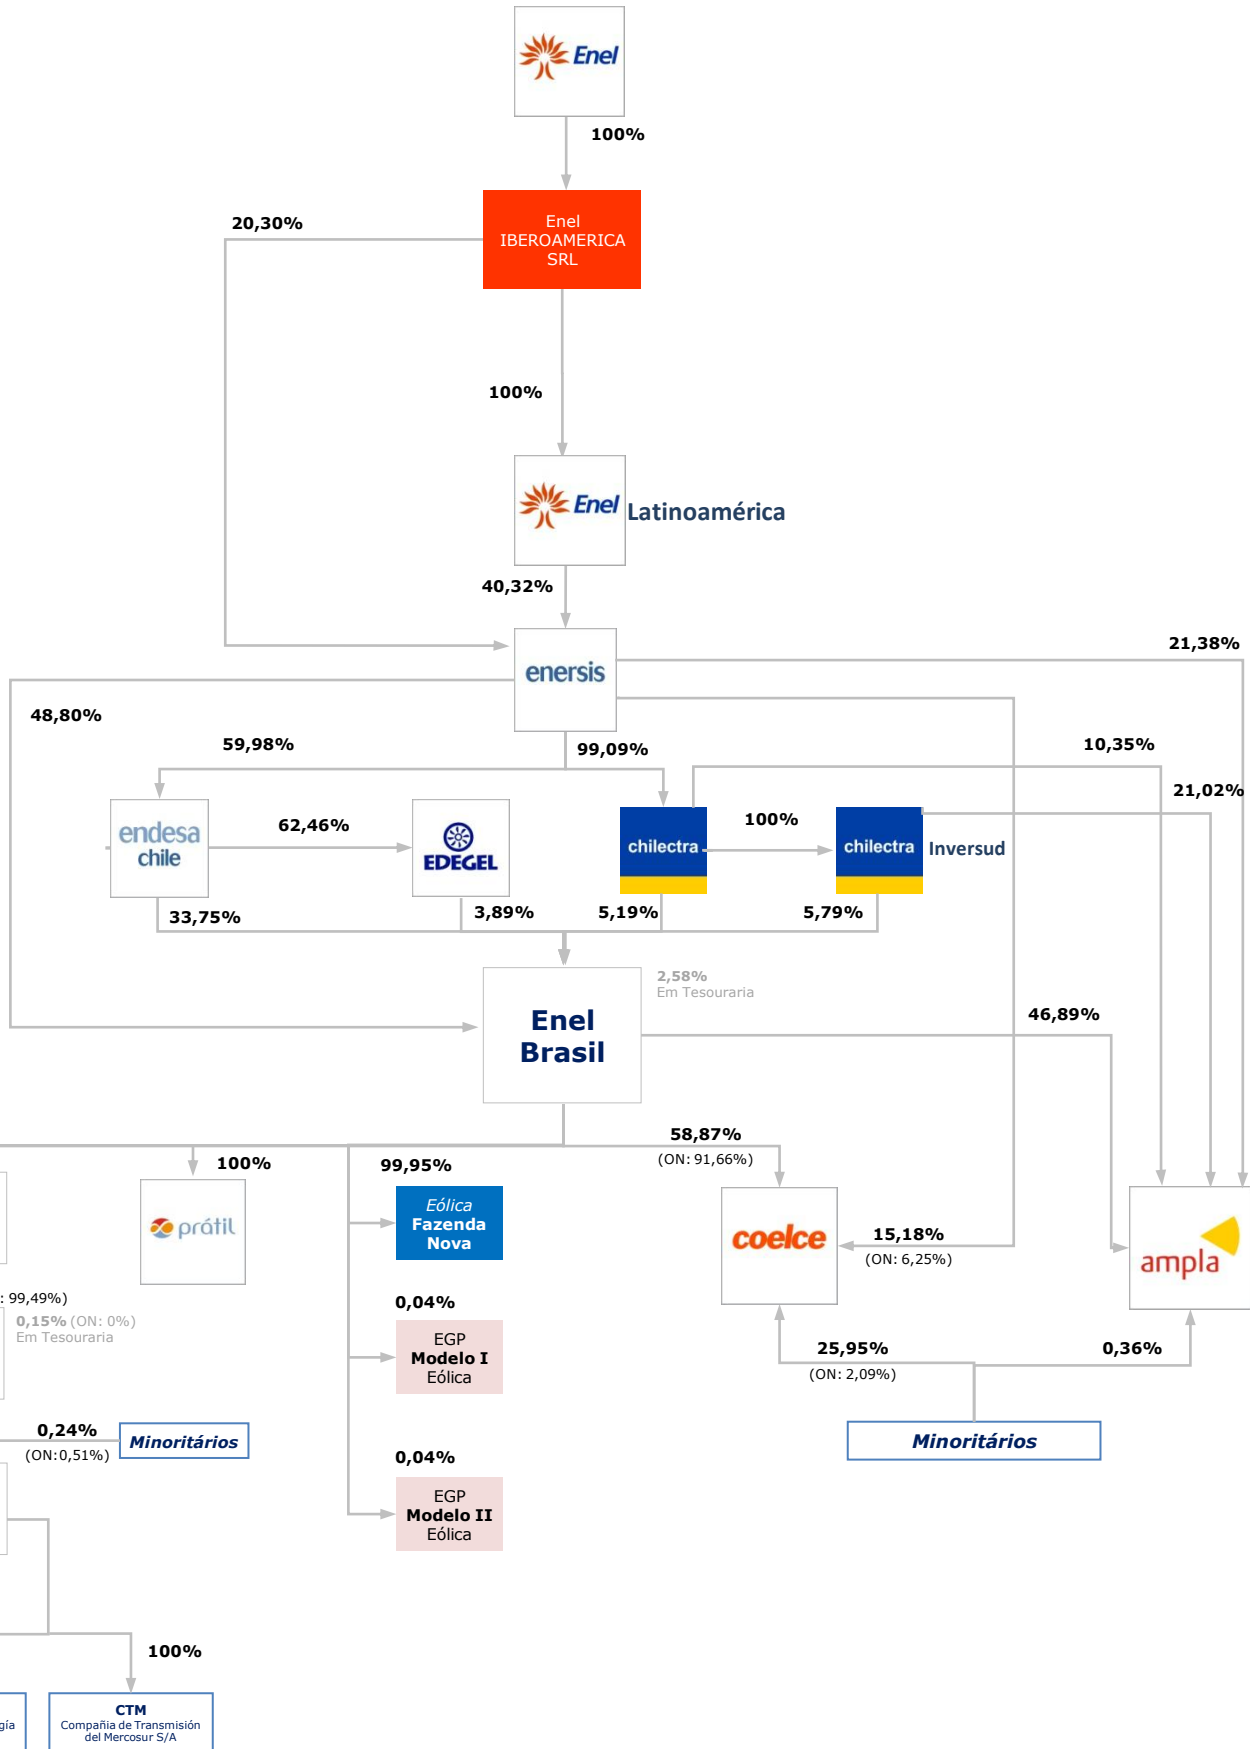 Enel
100%
20,30%
Enel
IBEROAMERICA
SRL
100%
Enel
Latinoamérica
40,32%
enersis
21,38%
48,80%
59,98%
99,09%
10,35%
21,02%
endesa
chile
62,46%
EDEGEL
chilectra
100%
chilectra
Inversud
33,75%
3,89%
5,19%
5,79%
2,58%
Em Tesouraria
Enel
Brasil
46,89%
58,87%
(ON: 91,66%)
100%
99,95%
prátil
Eólica
Fazenda
Nova
coelce
15,18%
(ON: 6,25%)
ampla
: 99,49%)
0,15% (ON: 0%)
Em Tesouraria
0,04%
EGP
Modelo I
Eólica
25,95%
(ON: 2,09%)
0,36%
0,24%
(ON:0,51%)
Minoritários
Minoritários
0,04%
EGP
Modelo II
Eólica
100%
gía
CTM
Compañia de Transmisión
del Mercosur S/A